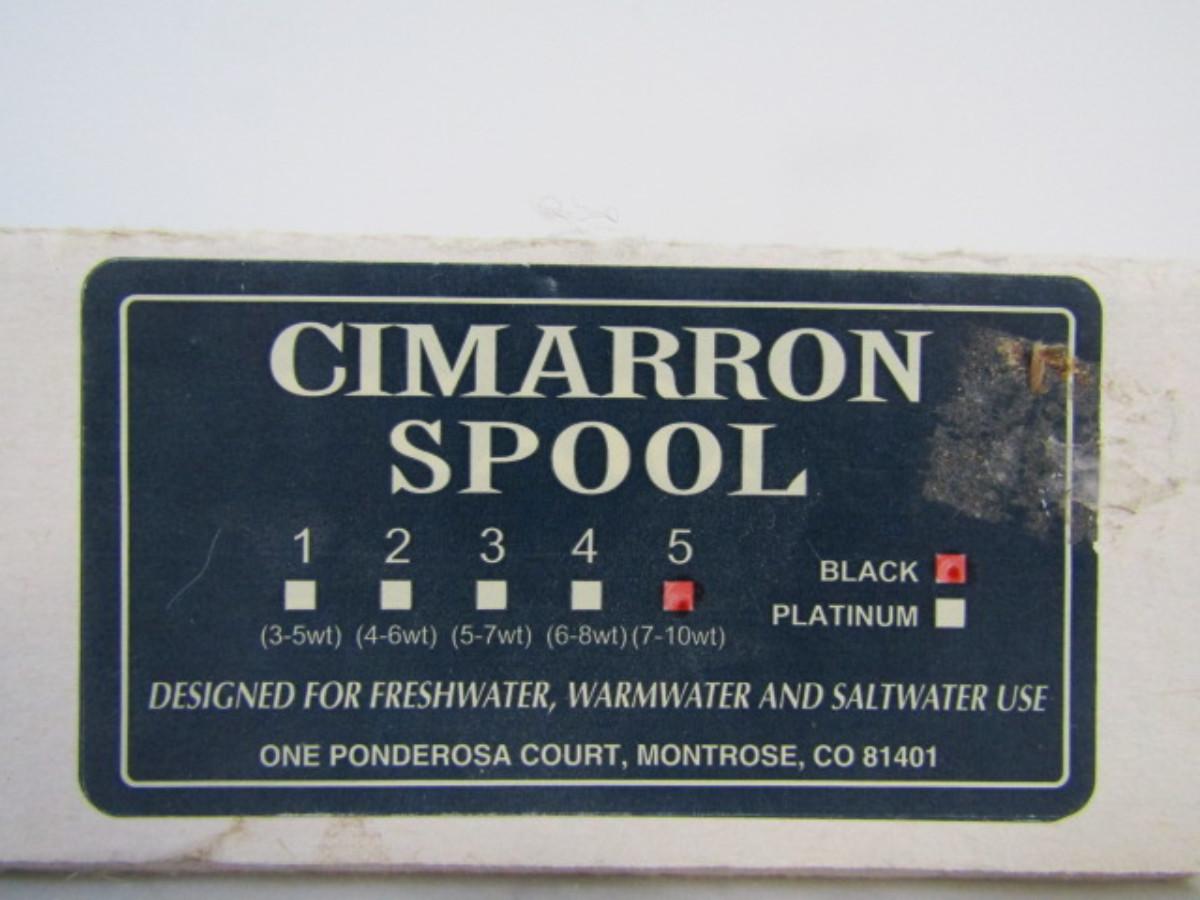 CIMARRON
SPOOL
1 2 3 4 5
(3-5wt) (4-6wt) (5-7wt) (6-8wt) (7-10wt)
BLACK
PLATINUM
DESIGNED FOR FRESHWATER, WARMWATER AND SALTWATER USE
ONE PONDEROSA COURT, MONTROSE, CO 81401